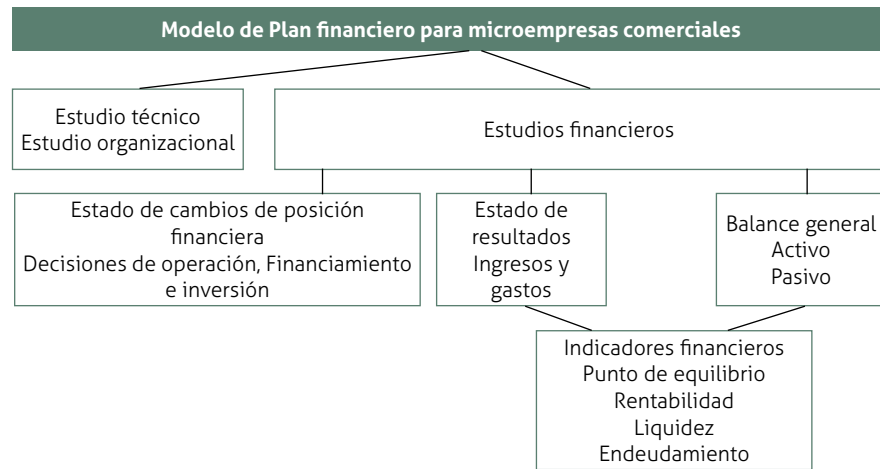 Modelo de Plan financiero para microempresas comerciales
Estudio técnico
Estudio organizacional
Estudios financieros
Estado de cambios de posición
financiera
Decisiones de operación, Financiamiento
e inversión
Estado de
resultados
Ingresos y
gastos
Balance general
Activo
Pasivo
Indicadores financieros
Punto de equilibrio
Rentabilidad
Liquidez
Endeudamiento